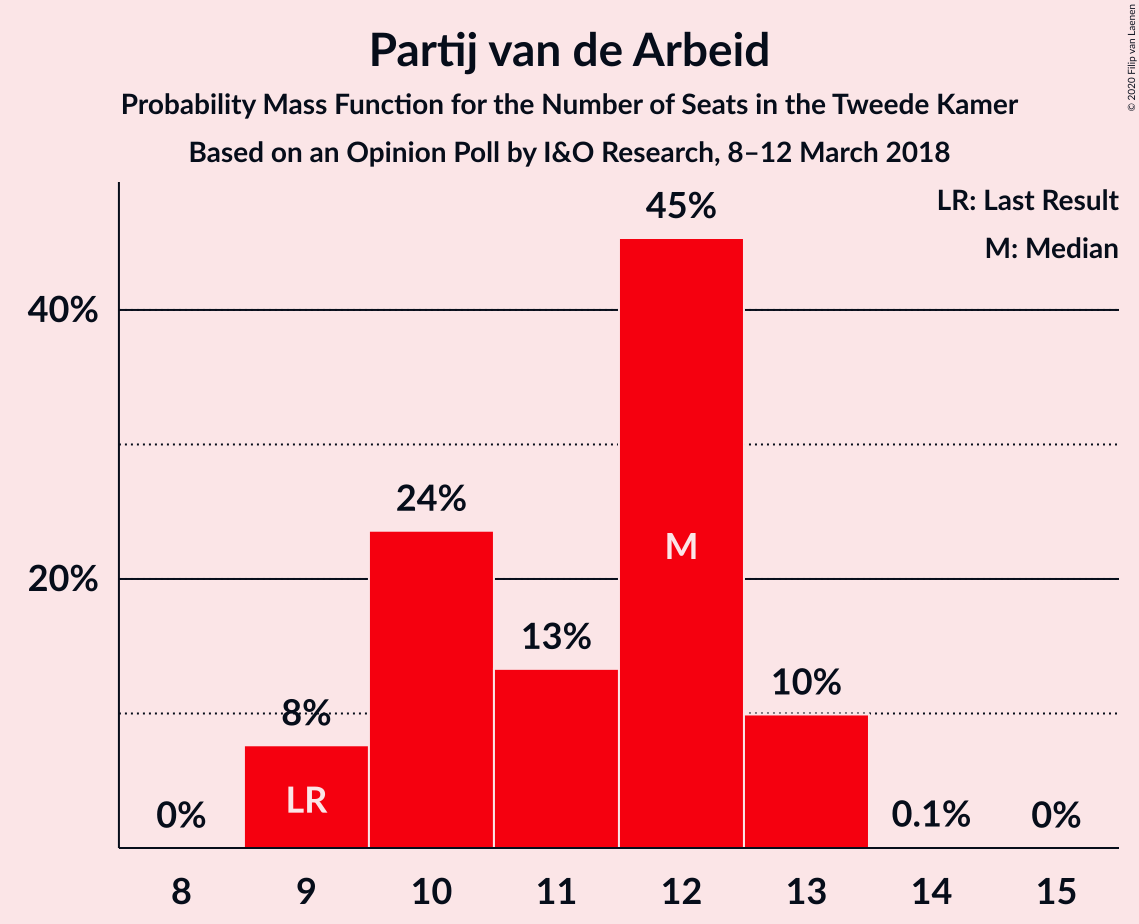 Partij van de Arbeid
Probability Mass Function for the Number of Seats in the Tweede Kamer
Based on an Opinion Poll by I&O Research, 8–12 March 2018
© 2020 Filip van Laenen
LR: Last Result
M: Median
40%
20%
0%
8%
24%
13%
45%
10%
0.1%
0%
LR
M
8 9 10 11 12 13 14 15